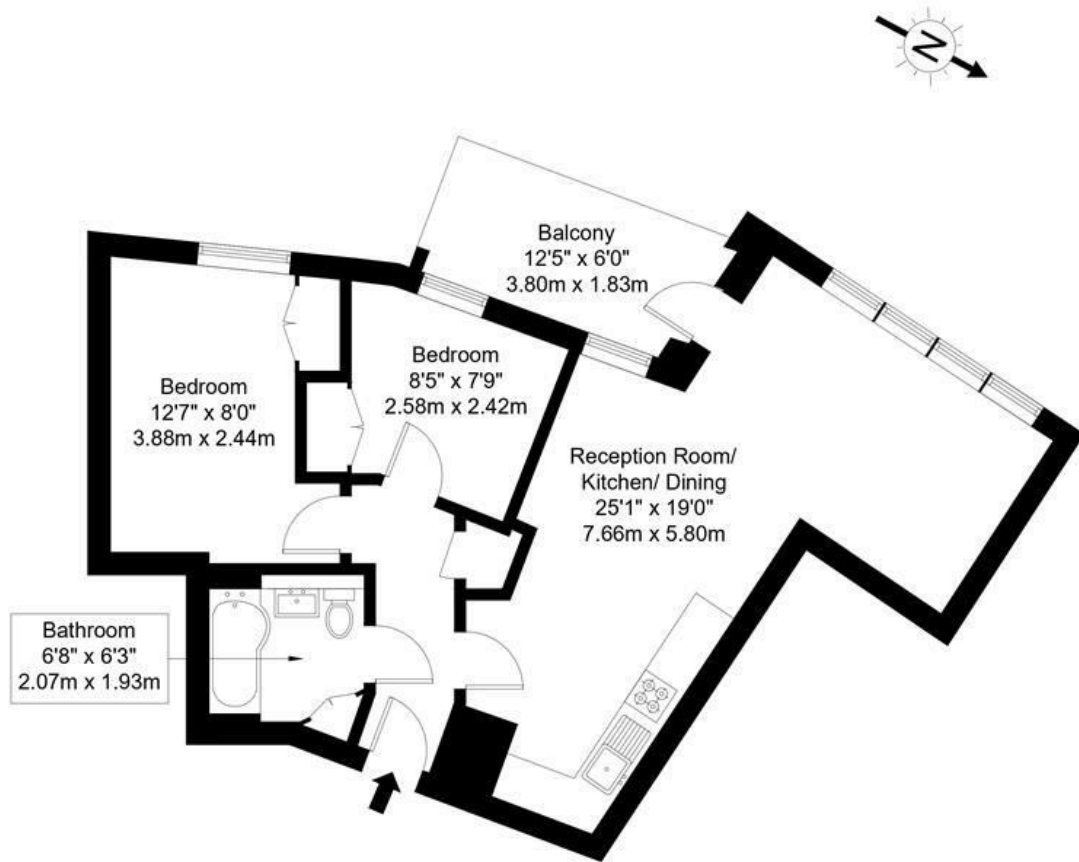 N
Balcony
12'5" x 6'0"
3.80m x 1.83m
Bedroom
8'5" x 7'9"
2.58m x 2.42m
Bedroom
12'7" x 8'0"
3.88m x 2.44m
Reception Room/
Kitchen/ Dining
25'1" x 19'0"
7.66m x 5.80m
Bathroom
6'8" x 6'3"
2.07m x 1.93m